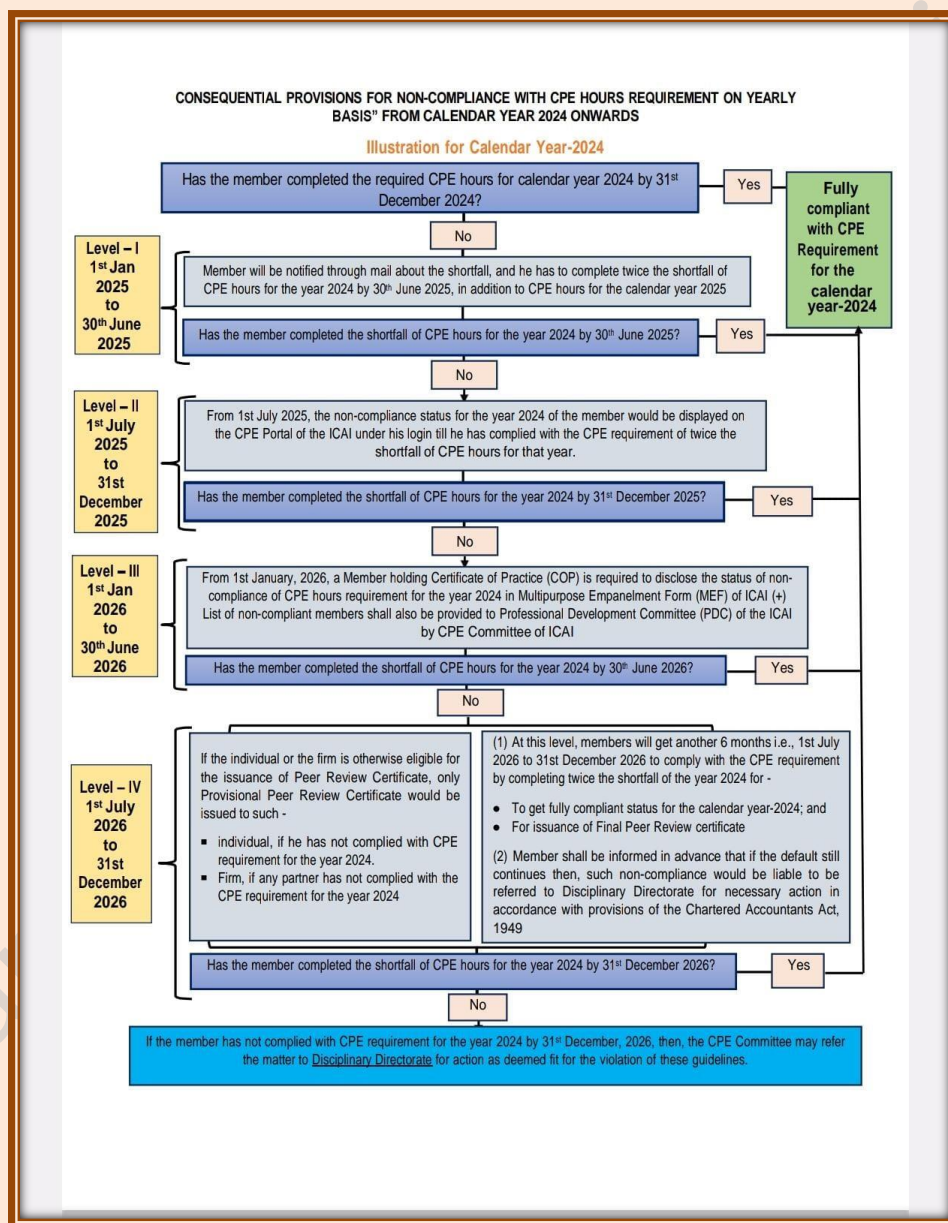 CONSEQUENTIAL PROVISIONS FOR NON-COMPLIANCE WITH CPE HOURS REQUIREMENT ON YEARLY
BASIS” FROM CALENDAR YEAR 2024 ONWARDS
Illustration for Calendar Year-2024
Has the member completed the required CPE hours for calendar year 2024 by 31st
December 2024?
Yes
Fully
compliant
with CPE
Requirement
for the
calendar
year-2024
No
Level – I
1st Jan
2025
to
30th June
2025
Member will be notified through mail about the shortfall, and he has to complete twice the shortfall of
CPE hours for the year 2024 by 30th June 2025, in addition to CPE hours for the calendar year 2025
Has the member completed the shortfall of CPE hours for the year 2024 by 30th June 2025?
Yes
No
Level – II
1st July
2025
to
31st
December
2025
From 1st July 2025, the non-compliance status for the year 2024 of the member would be displayed on
the CPE Portal of the ICAI under his login till he has complied with the CPE requirement of twice the
shortfall of CPE hours for that year.
Has the member completed the shortfall of CPE hours for the year 2024 by 31st December 2025?
Yes
No
Level – III
1st Jan
2026
to
30th June
2026
From 1st January, 2026, a Member holding Certificate of Practice (COP) is required to disclose the status of non-
compliance of CPE hours requirement for the year 2024 in Multipurpose Empanelment Form (MEF) of ICAI (+)
List of non-compliant members shall also be provided to Professional Development Committee (PDC) of the ICAI
by CPE Committee of ICAI
Has the member completed the shortfall of CPE hours for the year 2024 by 30th June 2026?
Yes
No
Level – IV
1st July
2026
to
31st
December
2026
If the individual or the firm is otherwise eligible for
the issuance of Peer Review Certificate, only
Provisional Peer Review Certificate would be
issued to such -
▪ individual, if he has not complied with CPE
requirement for the year 2024.
▪ Firm, if any partner has not complied with the
CPE requirement for the year 2024
(1) At this level, members will get another 6 months i.e., 1st July
2026 to 31st December 2026 to comply with the CPE requirement
by completing twice the shortfall of the year 2024 for -
● To get fully compliant status for the calendar year-2024; and
● For issuance of Final Peer Review certificate
(2) Member shall be informed in advance that if the default still
continues then, such non-compliance would be liable to be
referred to Disciplinary Directorate for necessary action in
accordance with provisions of the Chartered Accountants Act,
1949
Has the member completed the shortfall of CPE hours for the year 2024 by 31st December 2026?
Yes
No
If the member has not complied with CPE requirement for the year 2024 by 31st December, 2026, then, the CPE Committee may refer
the matter to Disciplinary Directorate for action as deemed fit for the violation of these guidelines.